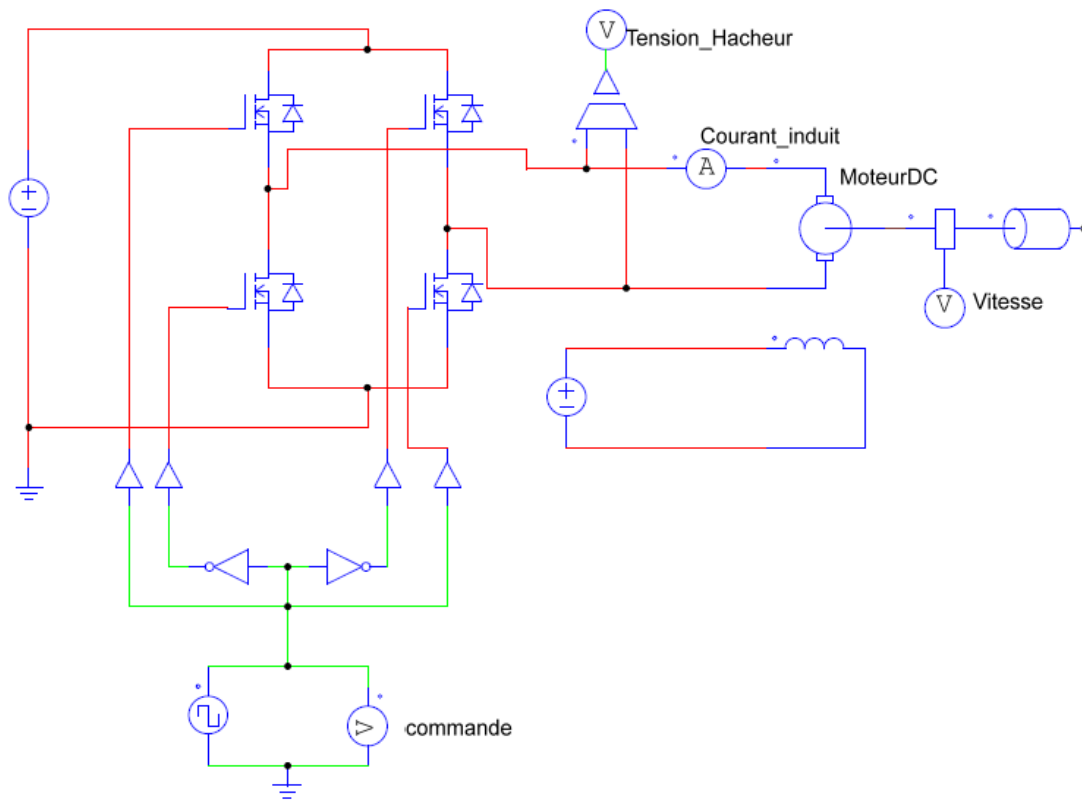 V
Tension_Hacheur
Courant_induit
A
MoteurDC
V
Vitesse
V
commande